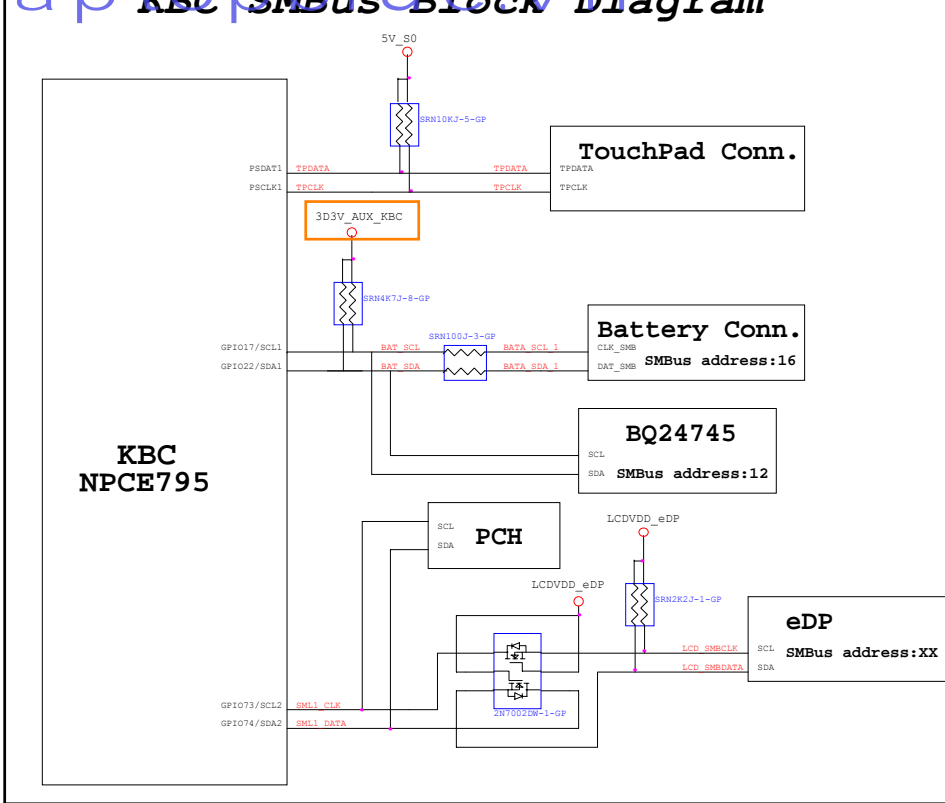 KBC SMBus Block Diagram
5V_S0
SRN10KJ-5-GP
TouchPad Conn.
PSDAT1 TPDATA TPDATA TPDATA
PSCLK1 TPCLK TPCLK TPCLK
3D3V_AUX_KBC
SRN4K7J-8-GP
SRN100J-3-GP
Battery Conn.
GPIO17/SCL1 BAT_SCL BATA_SCL_1 CLK_SMB
SMBus address:16
GPIO22/SDA1 BAT_SDA BATA_SDA_1 DAT_SMB
BQ24745
SCL
SDA SMBus address:12
KBC
NPCE795
LCDVDD_eDP
SCL
PCH
SDA
LCDVDD_eDP
SRN2K2J-1-GP
eDP
LCD_SMBCLK SCL
SMBus address:XX
LCD_SMBDATA SDA
GPIO73/SCL2 SML1_CLK
2N7002DW-1-GP
GPIO74/SDA2 SML1_DATA